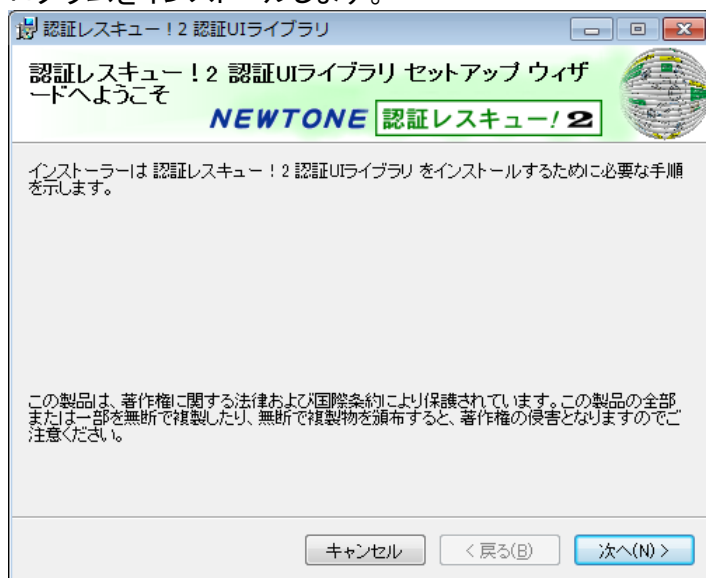 認証レスキュー！2 認証UIライブラリ
認証レスキュー！2 認証UIライブラリ セットアップ ウィザ
ードへようこそ
NEWTONE 認証レスキュー！2
インストーラーは 認証レスキュー！2 認証UIライブラリ をインストールするために必要な手順
を示します。
この製品は、著作権に関する法律および国際条約により保護されています。この製品の全部
または一部を無断で複製したり、無断で複製物を頒布すると、著作権の侵害となりますのでご
注意ください。
キャンセル
< 戻る(B)
次へ(N) >